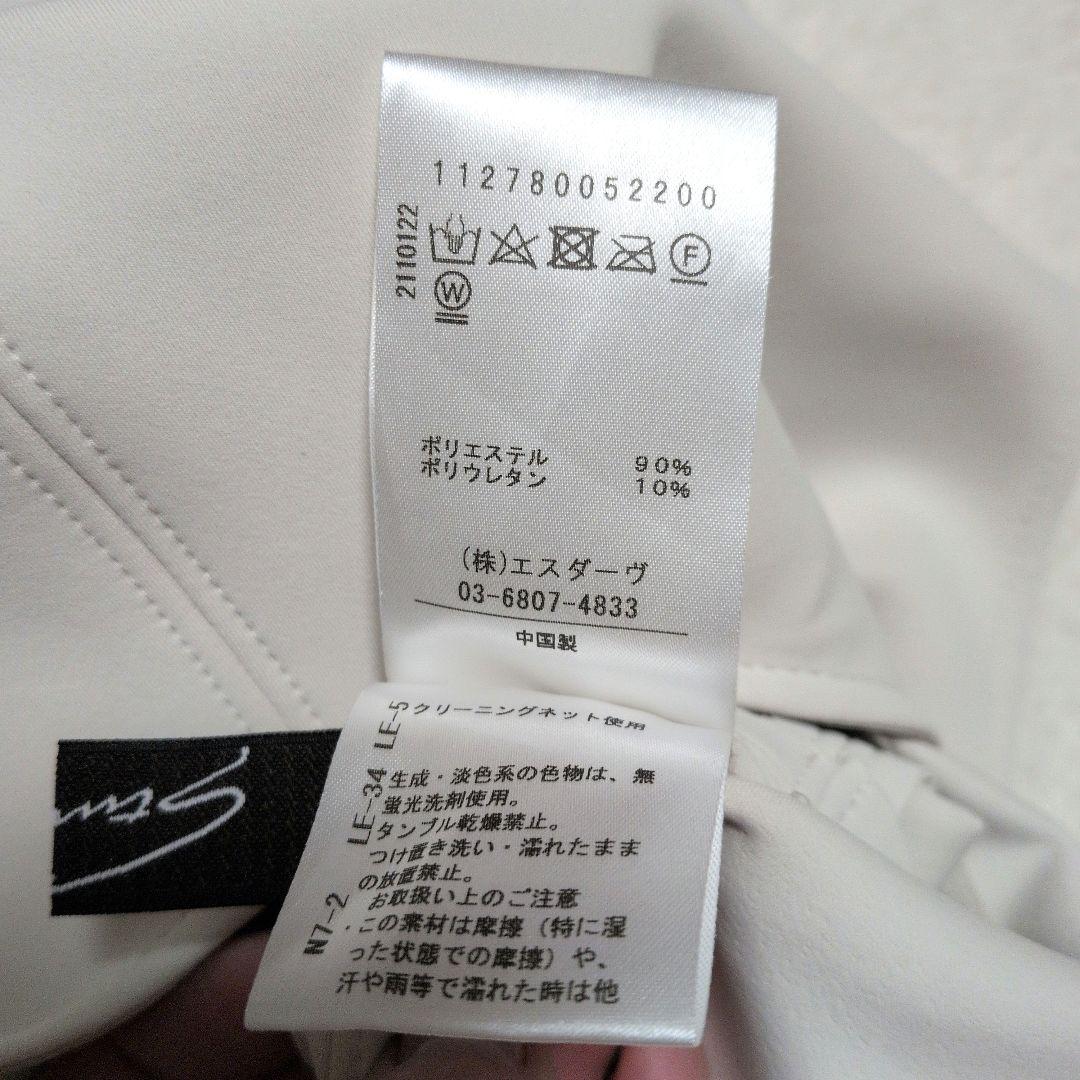 112780052200
2110122
F
W
ポリエステル 90%
ポリウレタン 10%
(株)エスダーヴ
03-6807-4833
中国製
LE-5 クリーニングネット使用
LE-34 生成・淡色系の色物は、無
蛍光洗剤使用。
タンブル乾燥禁止。
つけ置き洗い・濡れたまま
の放置禁止。
N7-2 お取扱い上のご注意
.この素材は摩擦(特に湿
った状態での摩擦)や、
汗や雨等で濡れた時は他